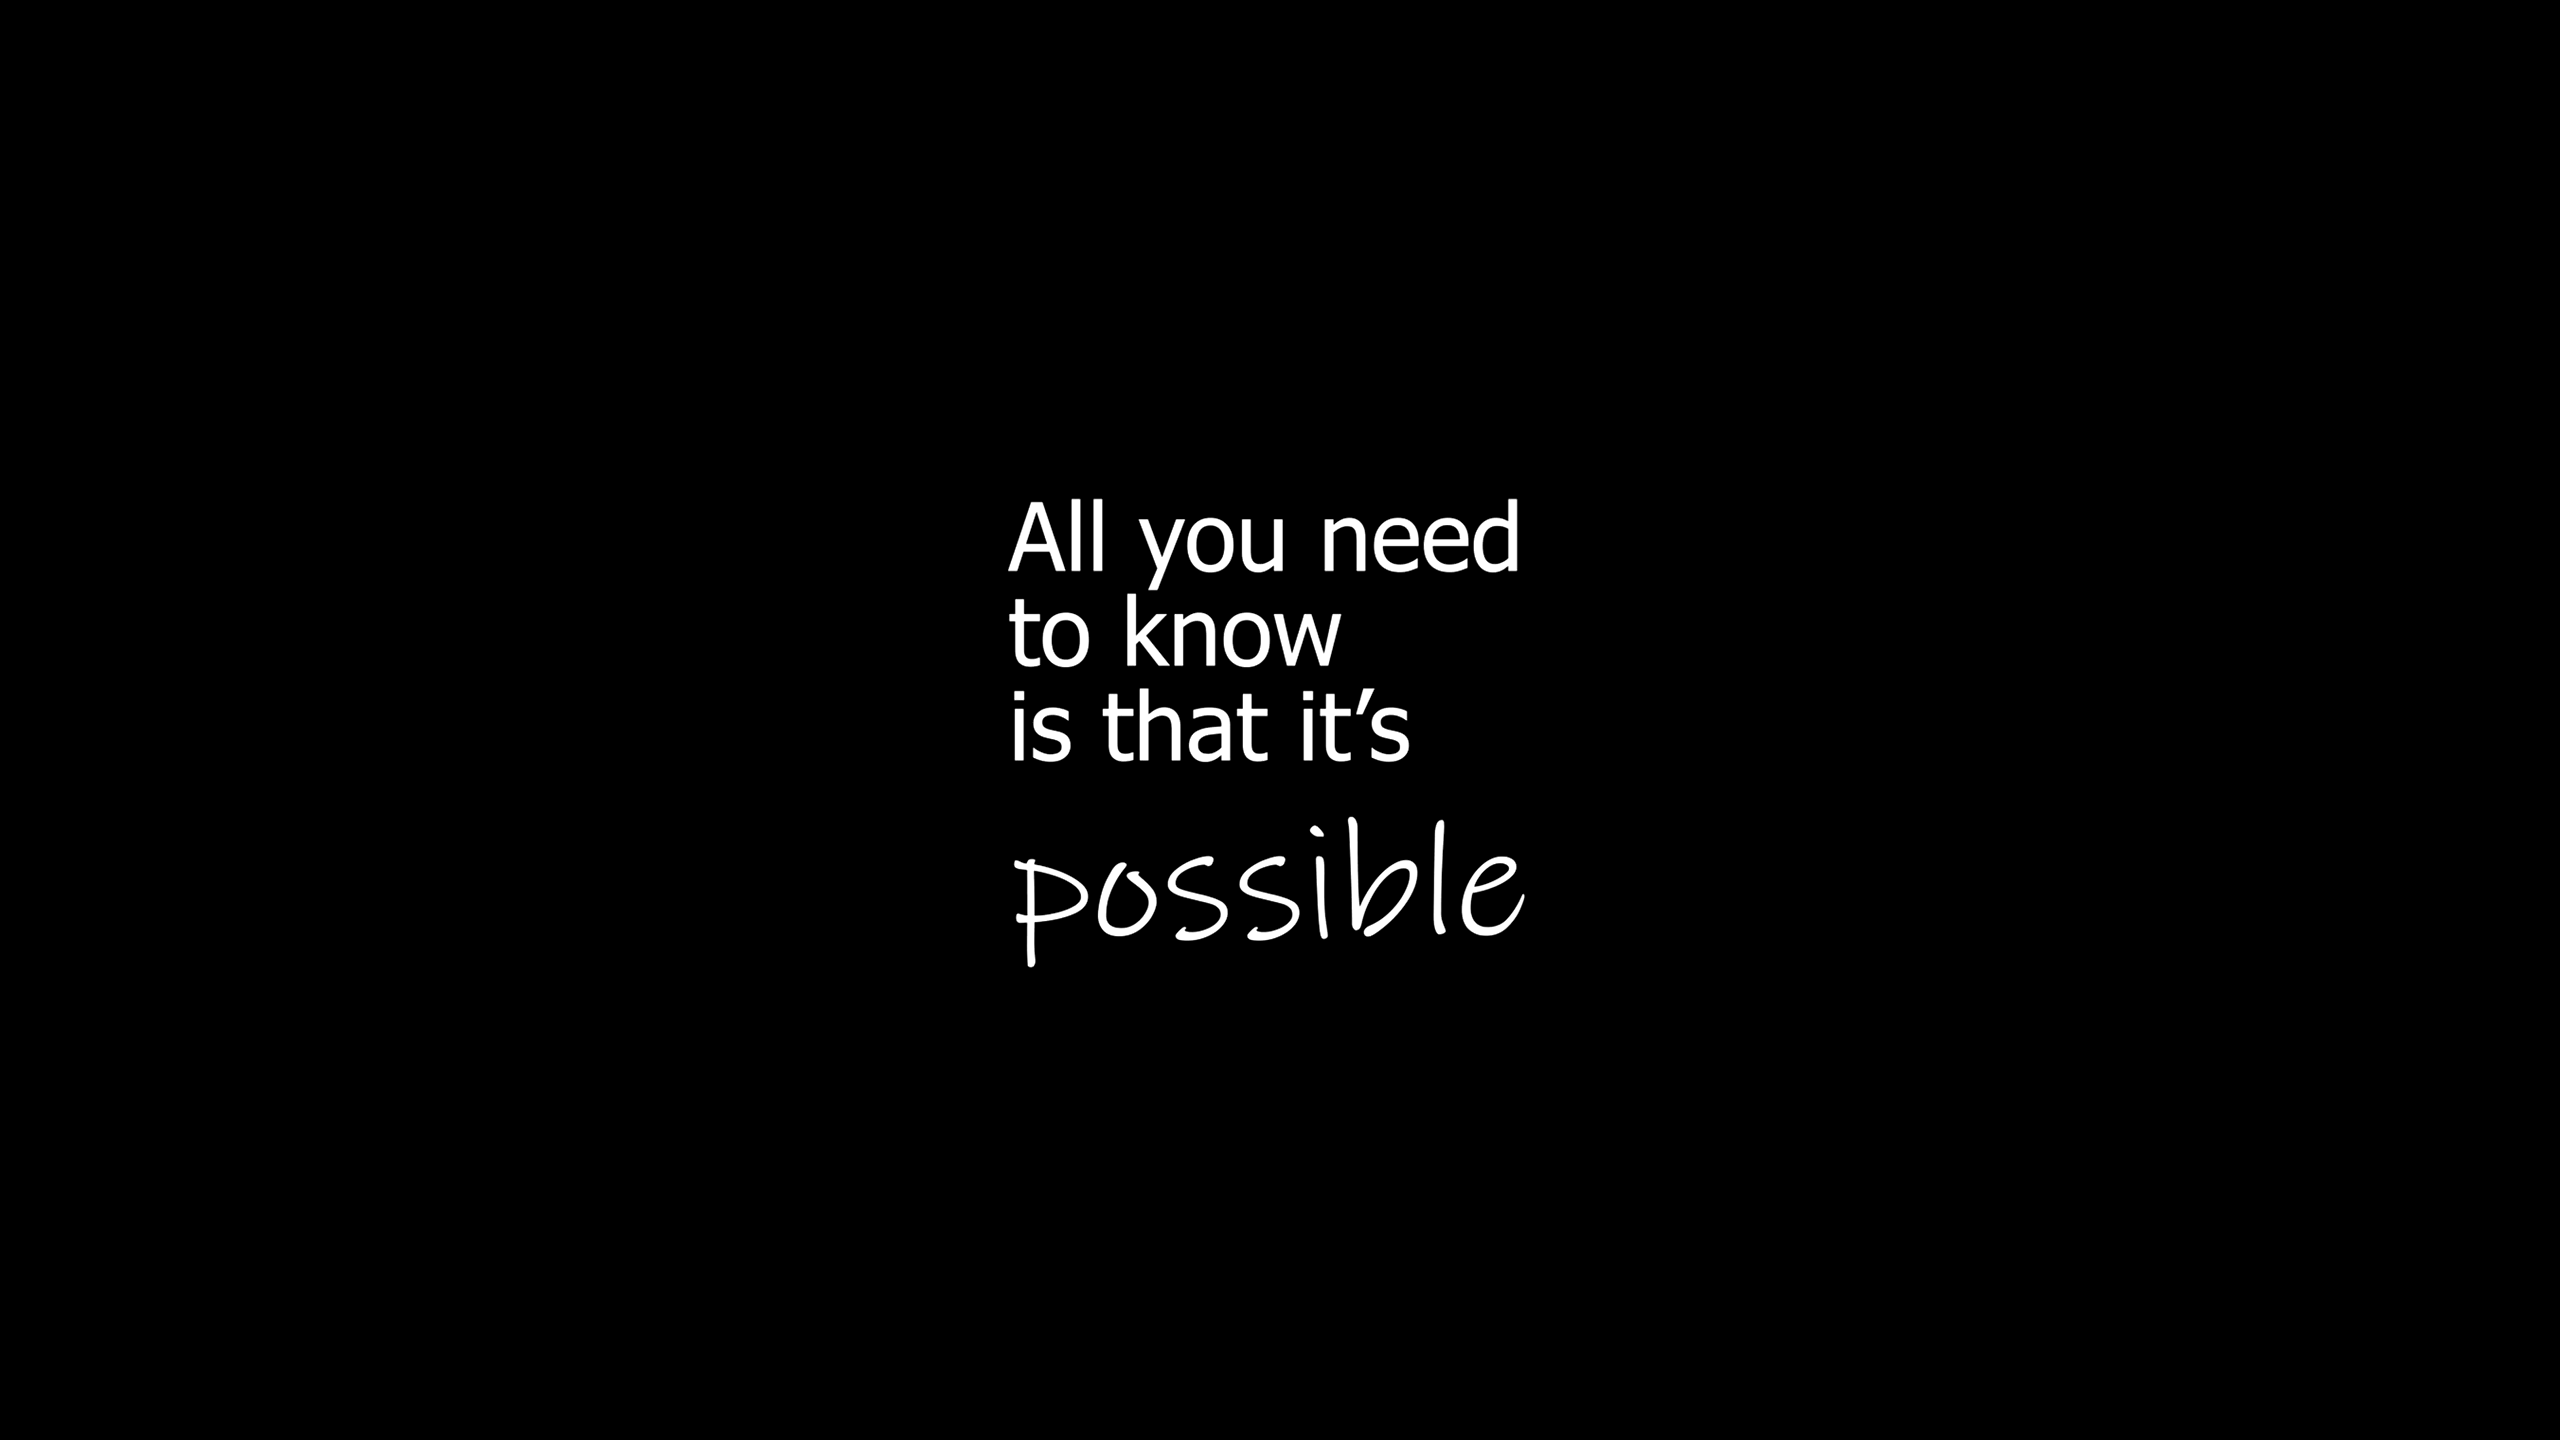 All you need
to know
is that it’s
possible